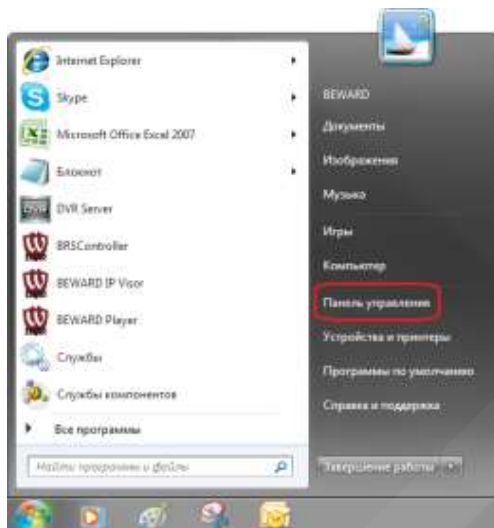 Internet Explorer
Skype
Microsoft Office Excel 2007
Блокнот
DVR Server
BRSController
BEWARD IP Visor
BEWARD Player
Службы
Службы компонентов
Все программы
Найти программы и файлы
BEWARD
Документы
Изображения
Музыка
Игры
Компьютер
Панель управления
Устройства и принтеры
Программы по умолчанию
Справка и поддержка
Завершение работы